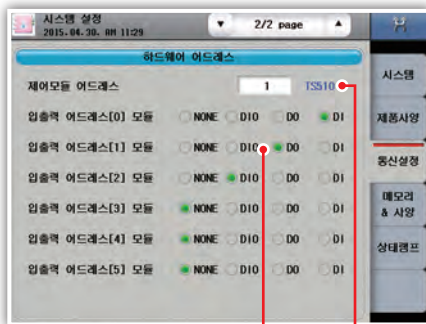 시스템 설정
2015.04.30. AM 11:29
▼ 2/2 page ▲
하드웨어 어드레스
제어모듈 어드레스 1 TS510
입출력 어드레스[0] 모듈 NONE DIO DO DI
입출력 어드레스[1] 모듈 NONE DIO DO DI
입출력 어드레스[2] 모듈 NONE DIO DO DI
입출력 어드레스[3] 모듈 NONE DIO DO DI
입출력 어드레스[4] 모듈 NONE DIO DO DI
입출력 어드레스[5] 모듈 NONE DIO DO DI
시스템
제품사양
통신설정
메모리
& 사양
상태램프